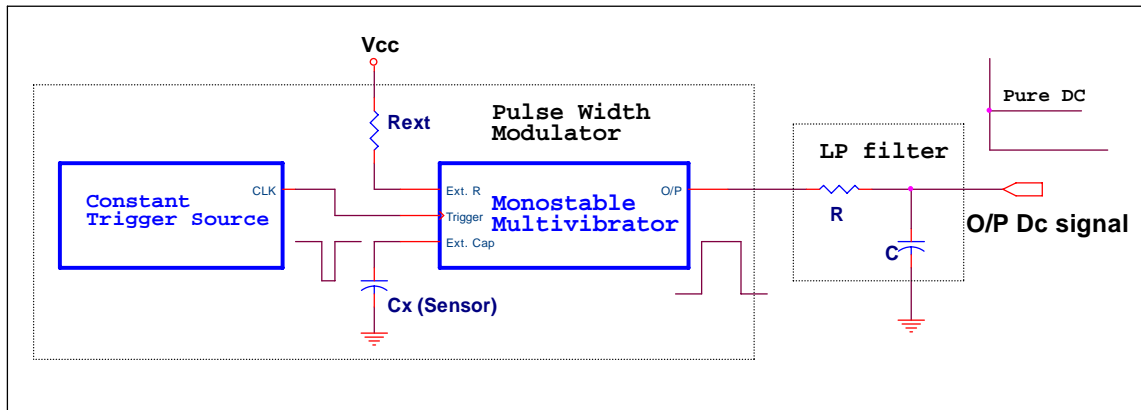 Vcc
Pure DC
Pulse Width
Modulator
Rext
LP filter
Constant
Trigger Source
CLK
Ext. R
O/P
Monostable
Multivibrator
Trigger
Ext. Cap
R
O/P Dc signal
C
Cx (Sensor)